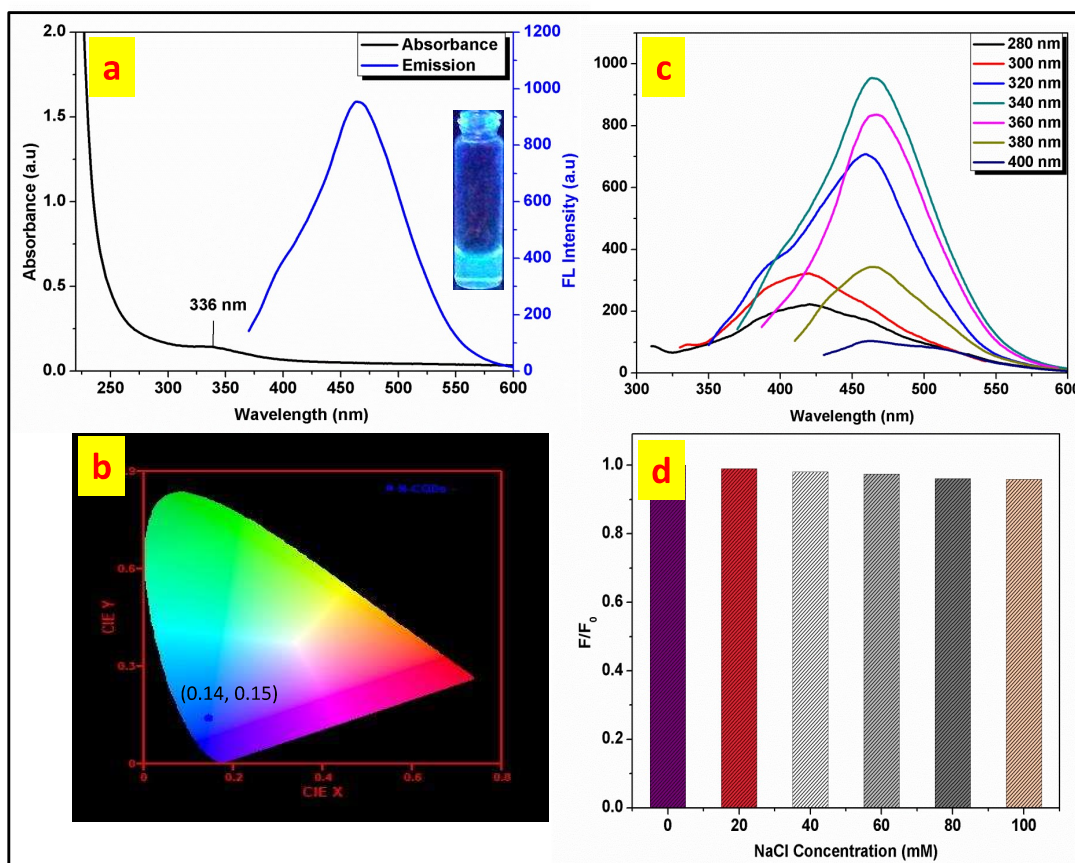 a
Absorbance
Emission
336 nm
2.0
1.5
1.0
0.5
0.0
Absorbance (a.u)
250 300 350 400 450 500 550 600
Wavelength (nm)
1200
1000
800
600
400
200
0
FL Intensity (a.u)
c
280 nm
300 nm
320 nm
340 nm
360 nm
380 nm
400 nm
1000
800
600
400
200
0
300 350 400 450 500 550 600
Wavelength (nm)
b
N-CQDs
(0.14, 0.15)
0.9
0.6
0.3
0
CIE Y
0 0.2 0.4 0.6 0.8
CIE X
d
1.0
0.8
0.6
0.4
0.2
0.0
F/F₀
0 20 40 60 80 100
NaCl Concentration (mM)